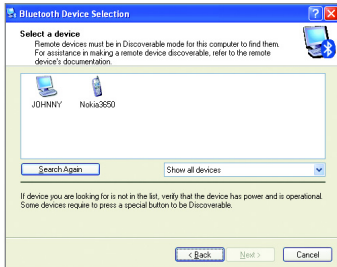 Bluetooth Device Selection
Select a device
Remote devices must be in Discoverable mode for this computer to find them.
For assistance in making a remote device discoverable, refer to the remote
device's documentation.
JOHNNY Nokia3650
Search Again Show all devices
If device you are looking for is not in the list, verify that the device has power and is operational.
Some devices require to press a special button to be Discoverable.
< Back Next > Cancel